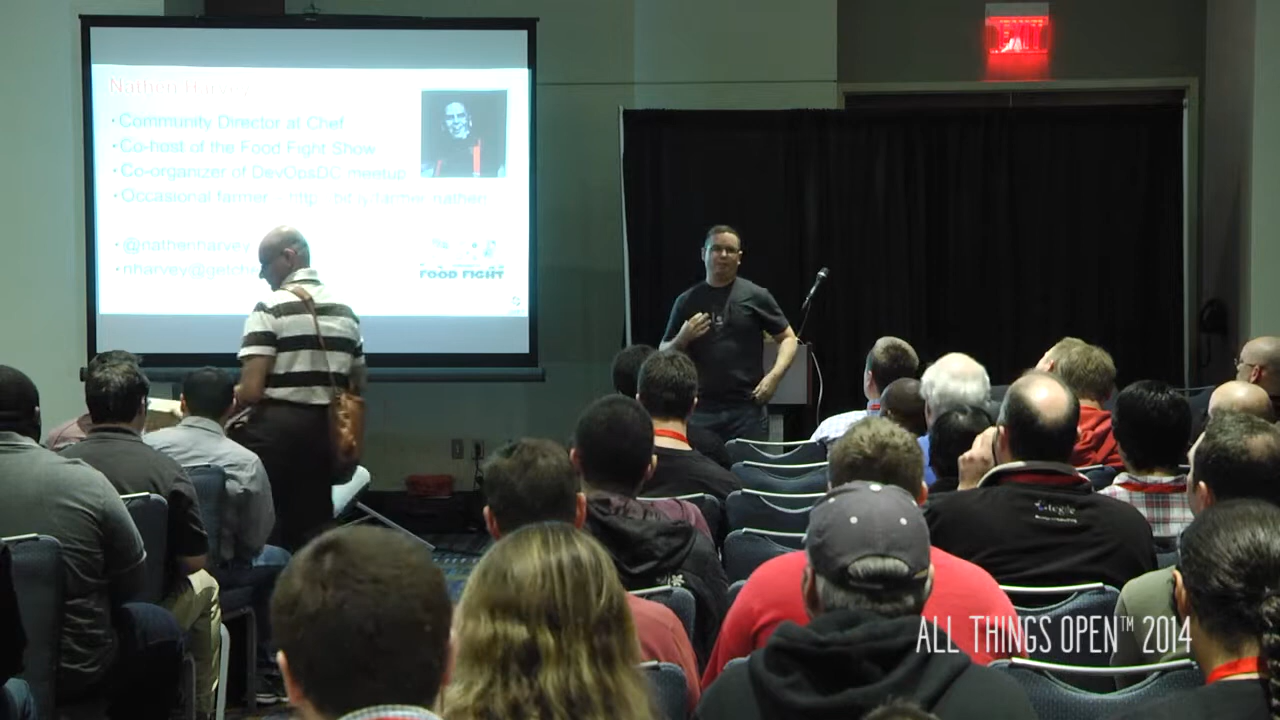 EXIT
Nathen Harvey
• Community Director at Chef
• Co-host of the Food Fight Show
• Co-organizer of DevOpsDC meetup
• Occasional farmer
• @nathenharvey
FOOD FIGHT
Google
ALL THINGS OPEN™ 2014